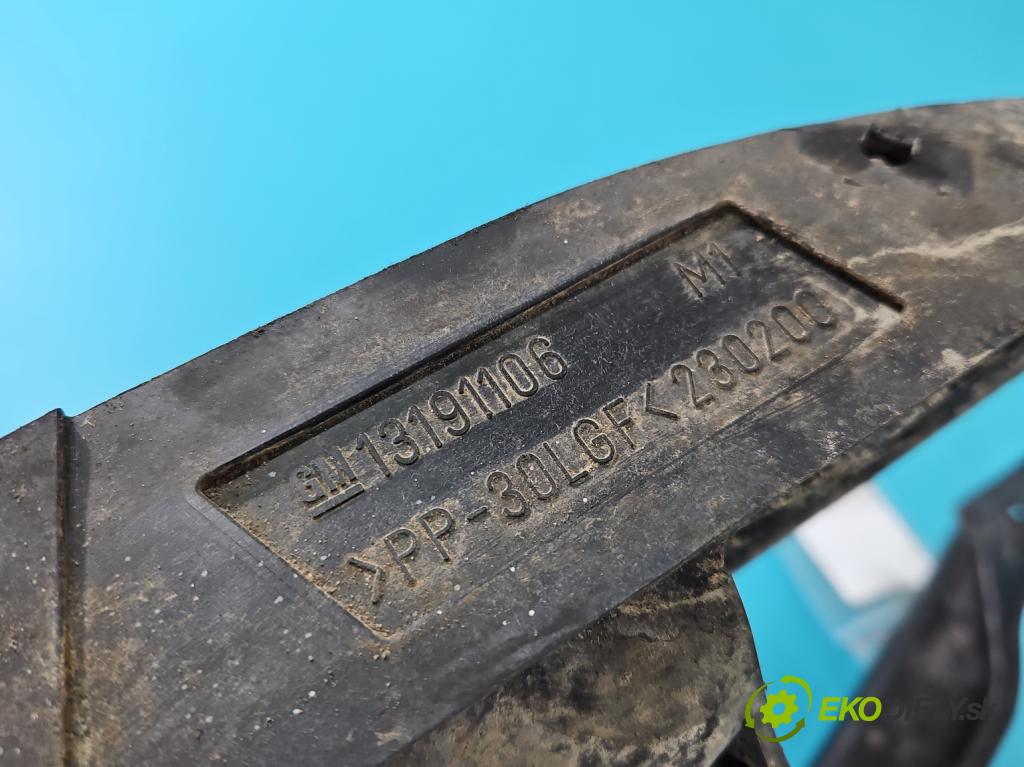 GM 13191106 M1
>PP-30LGF< 230200
EKODIELY.sk